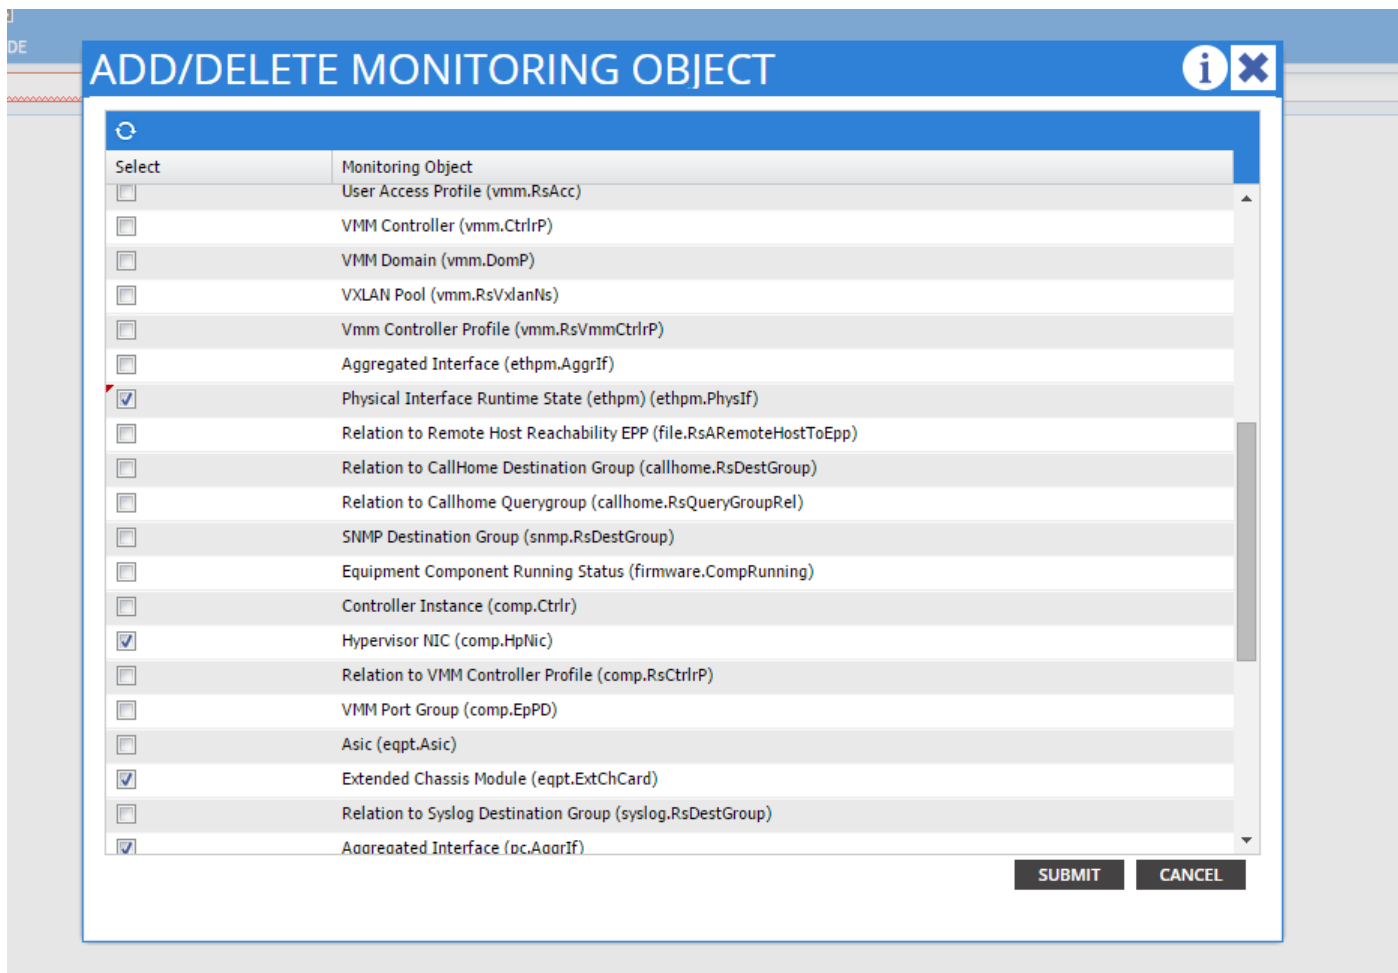 DE
ADD/DELETE MONITORING OBJECT
Select Monitoring Object
User Access Profile (vmm.RsAcc)
VMM Controller (vmm.CtrlrP)
VMM Domain (vmm.DomP)
VXLAN Pool (vmm.RsVxlanNs)
Vmm Controller Profile (vmm.RsVmmCtrlrP)
Aggregated Interface (ethpm.AggrIf)
Physical Interface Runtime State (ethpm) (ethpm.PhysIf)
Relation to Remote Host Reachability EPP (file.RsARemoteHostToEpp)
Relation to CallHome Destination Group (callhome.RsDestGroup)
Relation to Callhome Querygroup (callhome.RsQueryGroupRel)
SNMP Destination Group (snmp.RsDestGroup)
Equipment Component Running Status (firmware.CompRunning)
Controller Instance (comp.Ctrlr)
Hypervisor NIC (comp.HpNic)
Relation to VMM Controller Profile (comp.RsCtrlrP)
VMM Port Group (comp.EpPD)
Asic (eqpt.Asic)
Extended Chassis Module (eqpt.ExtChCard)
Relation to Syslog Destination Group (syslog.RsDestGroup)
Aggregated Interface (pc.AggrIf)
SUBMIT CANCEL